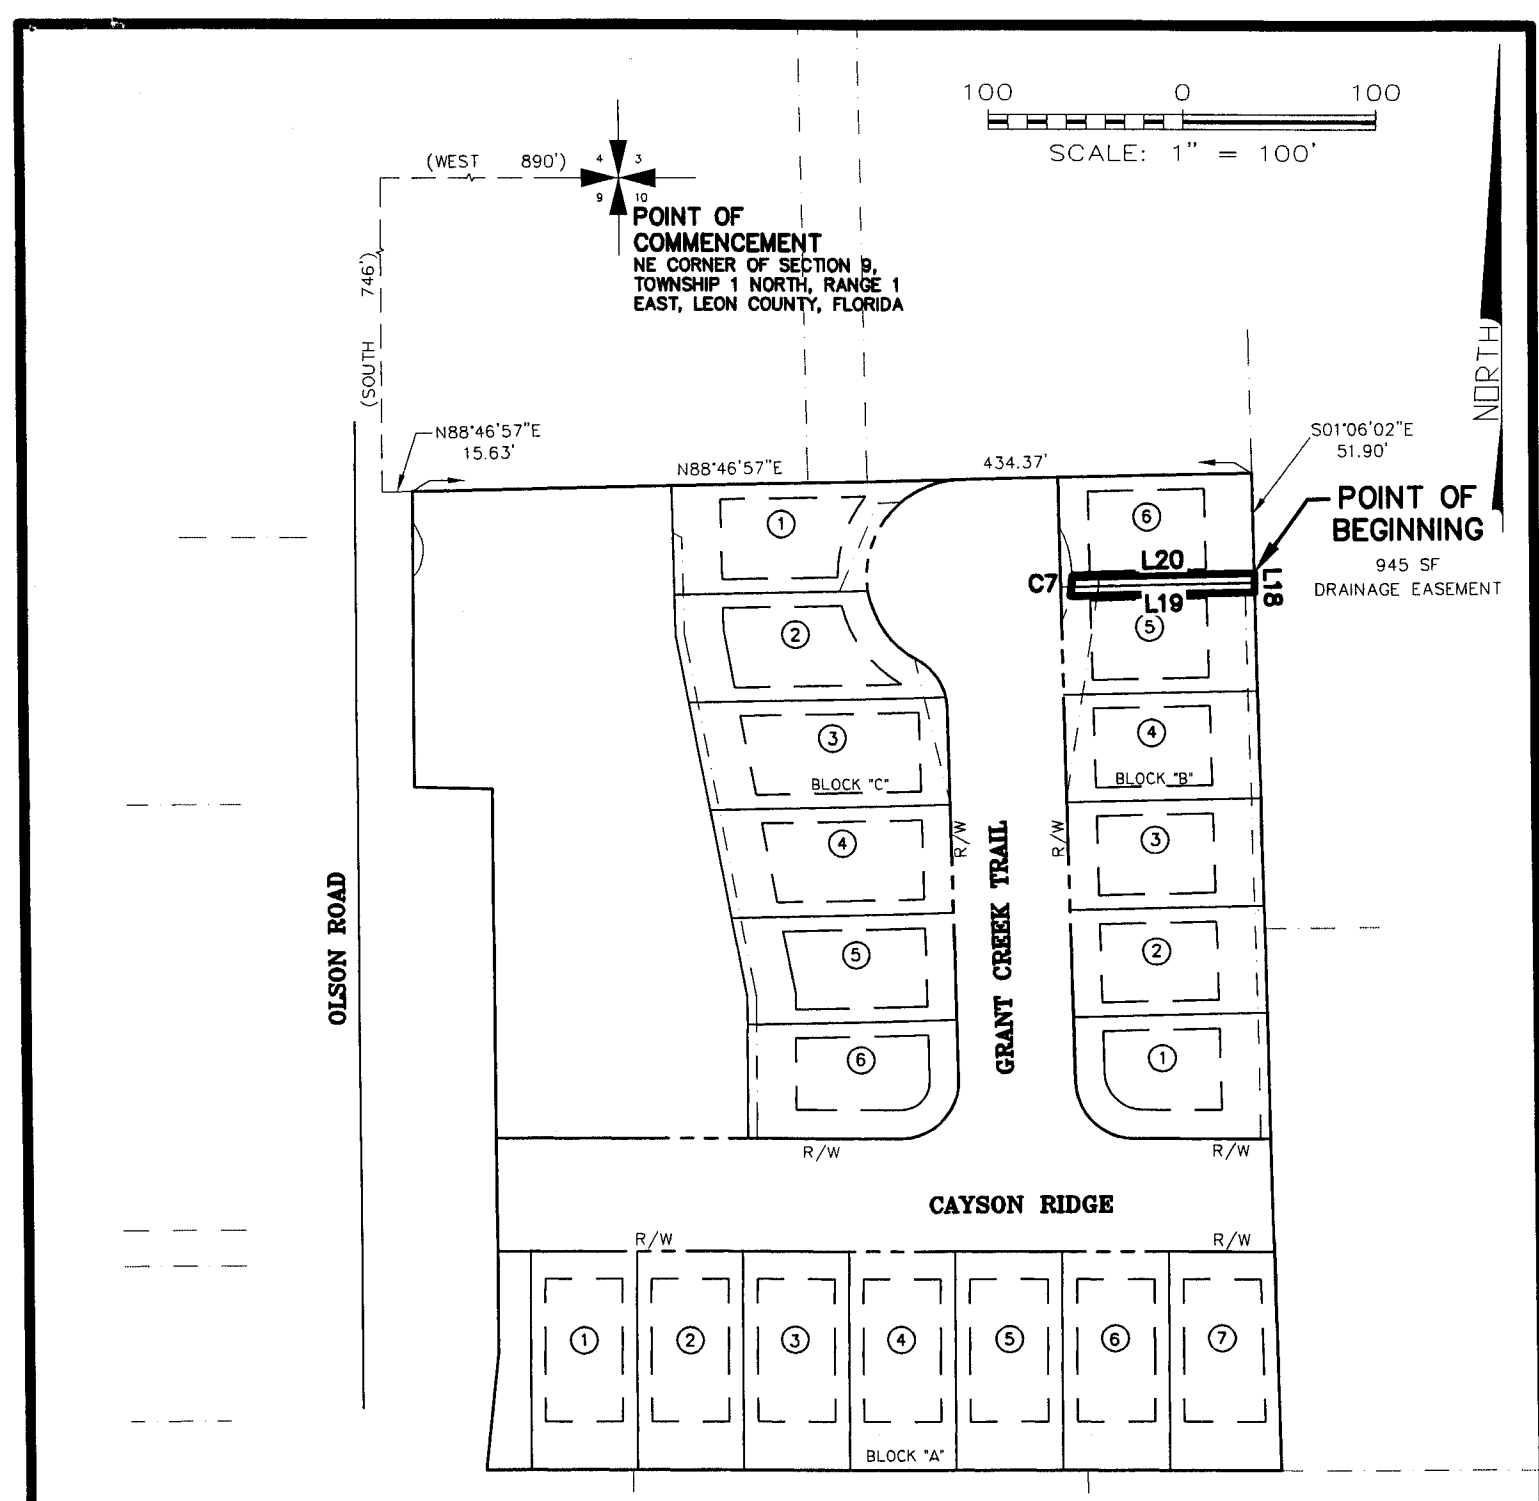 100 0 100
SCALE: 1" = 100'
(WEST 890')
4 3
9 10
POINT OF
COMMENCEMENT
NE CORNER OF SECTION 9,
TOWNSHIP 1 NORTH, RANGE 1
EAST, LEON COUNTY, FLORIDA
(SOUTH 746')
NORTH
N88°46'57"E
15.63'
N88°46'57"E
434.37'
S01°06'02"E
51.90'
POINT OF
BEGINNING
945 SF
DRAINAGE EASEMENT
1
6
L20
C7
L19
L18
2
5
3
4
BLOCK "C"
BLOCK "B"
4
3
R/W
R/W
GRANT CREEK TRAIL
OLSON ROAD
5
2
6
1
R/W
R/W
CAYSON RIDGE
R/W
R/W
1
2
3
4
5
6
7
BLOCK "A"